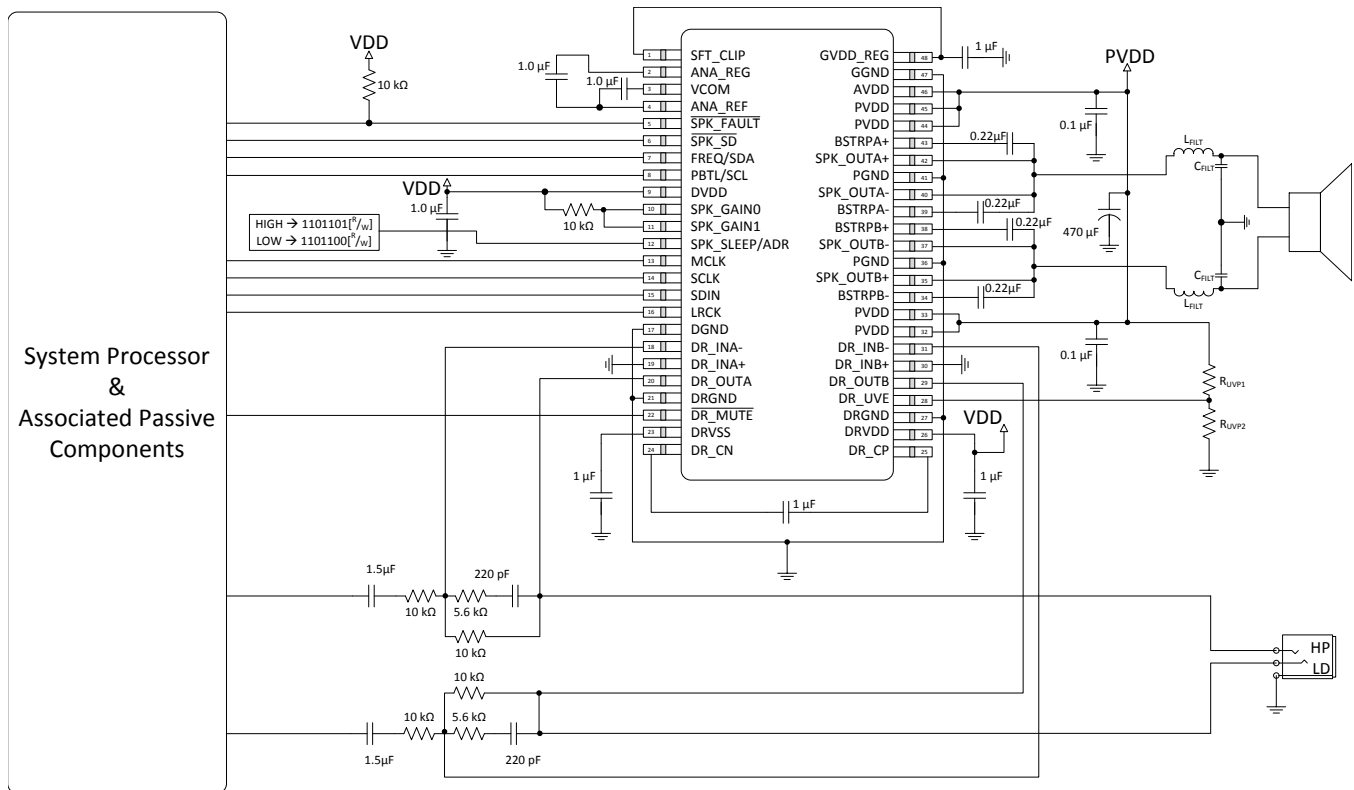 System Processor
&
Associated Passive
Components
VDD
10 kΩ
1.0 µF
1.0 µF
VDD
1.0 µF
10 kΩ
HIGH → 1101101[R/W]
LOW → 1101100[R/W]
1 SFT_CLIP
2 ANA_REG
3 VCOM
4 ANA_REF
5 SPK_FAULT
6 SPK_SD
7 FREQ/SDA
8 PBTL/SCL
9 DVDD
10 SPK_GAIN0
11 SPK_GAIN1
12 SPK_SLEEP/ADR
13 MCLK
14 SCLK
15 SDIN
16 LRCK
17 DGND
18 DR_INA-
19 DR_INA+
20 DR_OUTA
21 DRGND
22 DR_MUTE
23 DRVSS
24 DR_CN
GVDD_REG 48
GGND 47
AVDD 46
PVDD 45
PVDD 44
BSTRPA+ 43
SPK_OUTA+ 42
PGND 41
SPK_OUTA- 40
BSTRPA- 39
BSTRPB+ 38
SPK_OUTB- 37
PGND 36
SPK_OUTB+ 35
BSTRPB- 34
PVDD 33
PVDD 32
DR_INB- 31
DR_INB+ 30
DR_OUTB 29
DR_UVE 28
DRGND 27
DRVDD 26
DR_CP 25
1 µF
PVDD
0.1 µF
0.22µF
0.22µF
0.22µF
0.22µF
470 µF
LFILT
CFILT
CFILT
LFILT
0.1 µF
RUVP1
RUVP2
VDD
1 µF
1 µF
1 µF
1.5µF
10 kΩ
5.6 kΩ
220 pF
10 kΩ
10 kΩ
1.5µF
10 kΩ
5.6 kΩ
220 pF
HP
LD